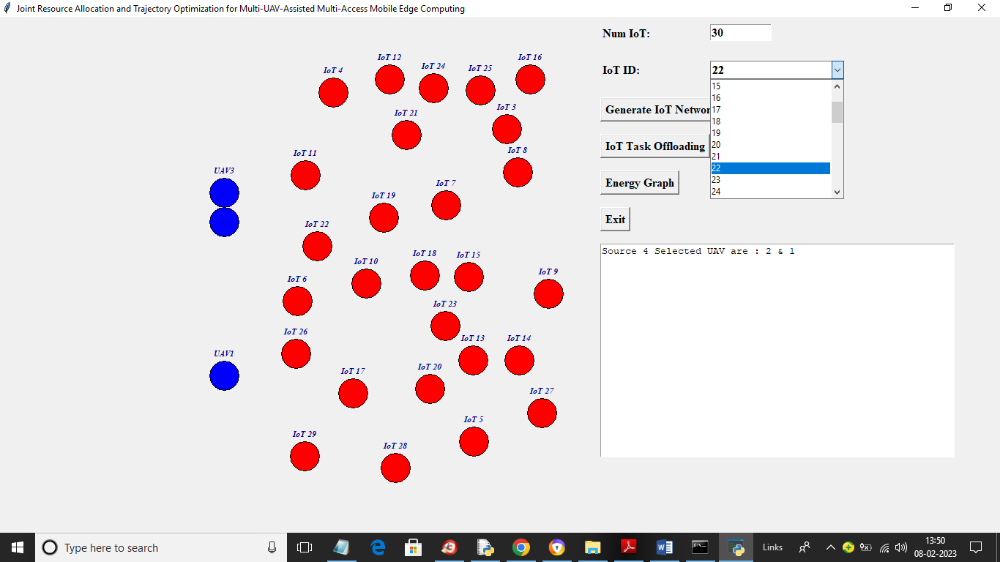 Joint Resource Allocation and Trajectory Optimization for Multi-UAV-Assisted Multi-Access Mobile Edge Computing
Num IoT:
30
IoT ID:
22
15
16
17
18
19
20
21
22
23
24
Generate IoT Networ
IoT Task Offloading
Energy Graph
Exit
Source 4 Selected UAV are : 2 & 1
IoT 12
IoT 16
IoT 24
IoT 25
IoT 4
IoT 3
IoT 21
IoT 8
IoT 11
UAV3
IoT 7
IoT 19
IoT 22
IoT 18
IoT 15
IoT 10
IoT 9
IoT 6
IoT 23
IoT 26
IoT 13
IoT 14
UAV1
IoT 20
IoT 17
IoT 27
IoT 5
IoT 29
IoT 28
Type here to search
Links
13:50
08-02-2023